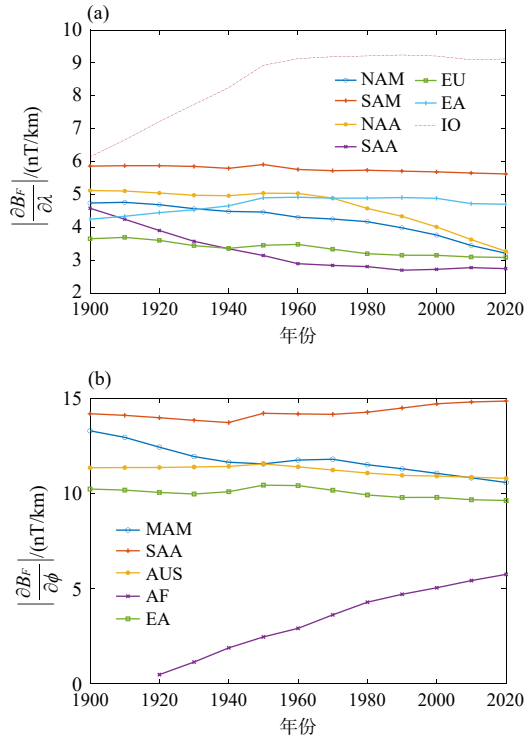 (a)
10
9
8
7
6
5
4
3
2
|∂B_F/∂λ|/(nT/km)
NAM
SAM
NAA
SAA
EU
EA
IO
1900 1920 1940 1960 1980 2000 2020
年份
(b)
15
10
5
0
|∂B_F/∂ϕ|/(nT/km)
MAM
SAA
AUS
AF
EA
1900 1920 1940 1960 1980 2000 2020
年份